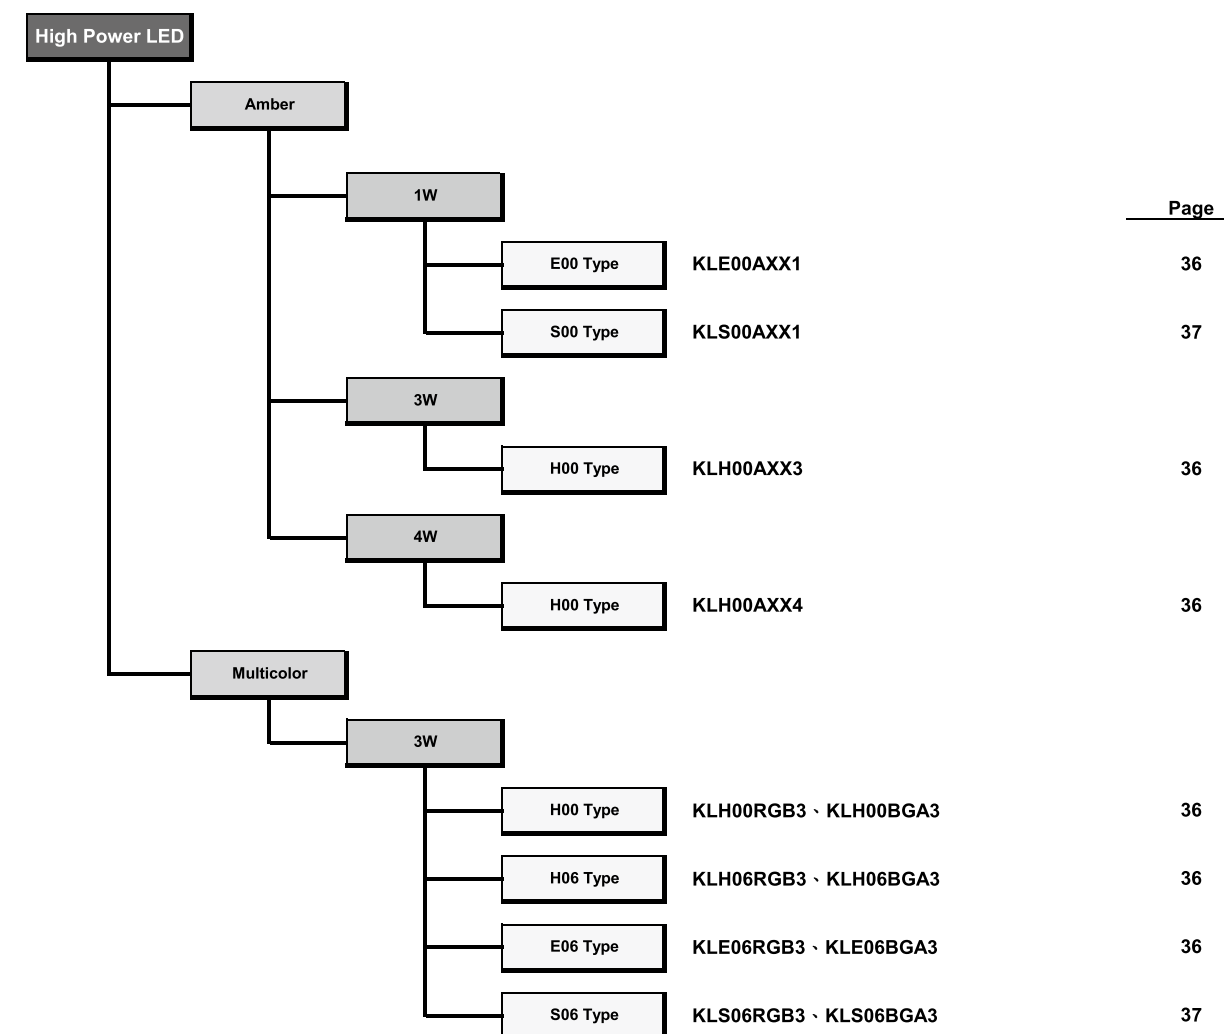 High Power LED
Amber
1W
Page
E00 Type KLE00AXX1 36
S00 Type KLS00AXX1 37
3W
H00 Type KLH00AXX3 36
4W
H00 Type KLH00AXX4 36
Multicolor
3W
H00 Type KLH00RGB3、KLH00BGA3 36
H06 Type KLH06RGB3、KLH06BGA3 36
E06 Type KLE06RGB3、KLE06BGA3 36
S06 Type KLS06RGB3、KLS06BGA3 37